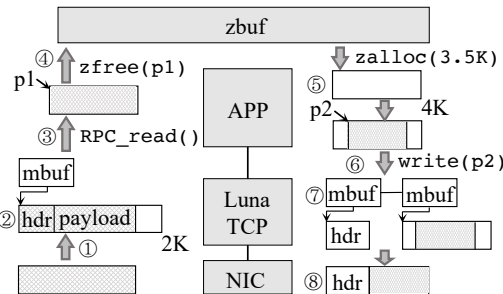 zbuf
④ zfree(p1)
zalloc(3.5K)
p1
⑤
4K
p2
APP
③ RPC_read()
⑥ write(p2)
mbuf
⑦ mbuf mbuf
② hdr payload
2K
Luna
TCP
hdr
①
NIC
⑧ hdr